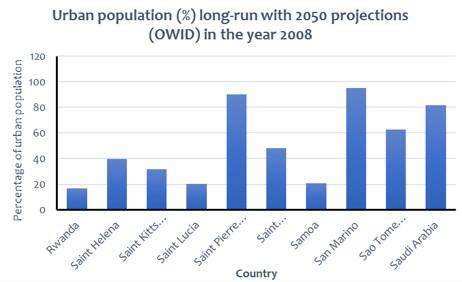 Urban population (%) long-run with 2050 projections
(OWID) in the year 2008
Percentage of urban population
120
100
80
60
40
20
0
Rwanda
Saint Helena
Saint Kitts...
Saint Lucia
Saint Pierre...
Saint...
Samoa
San Marino
Sao Tome...
Saudi Arabia
Country